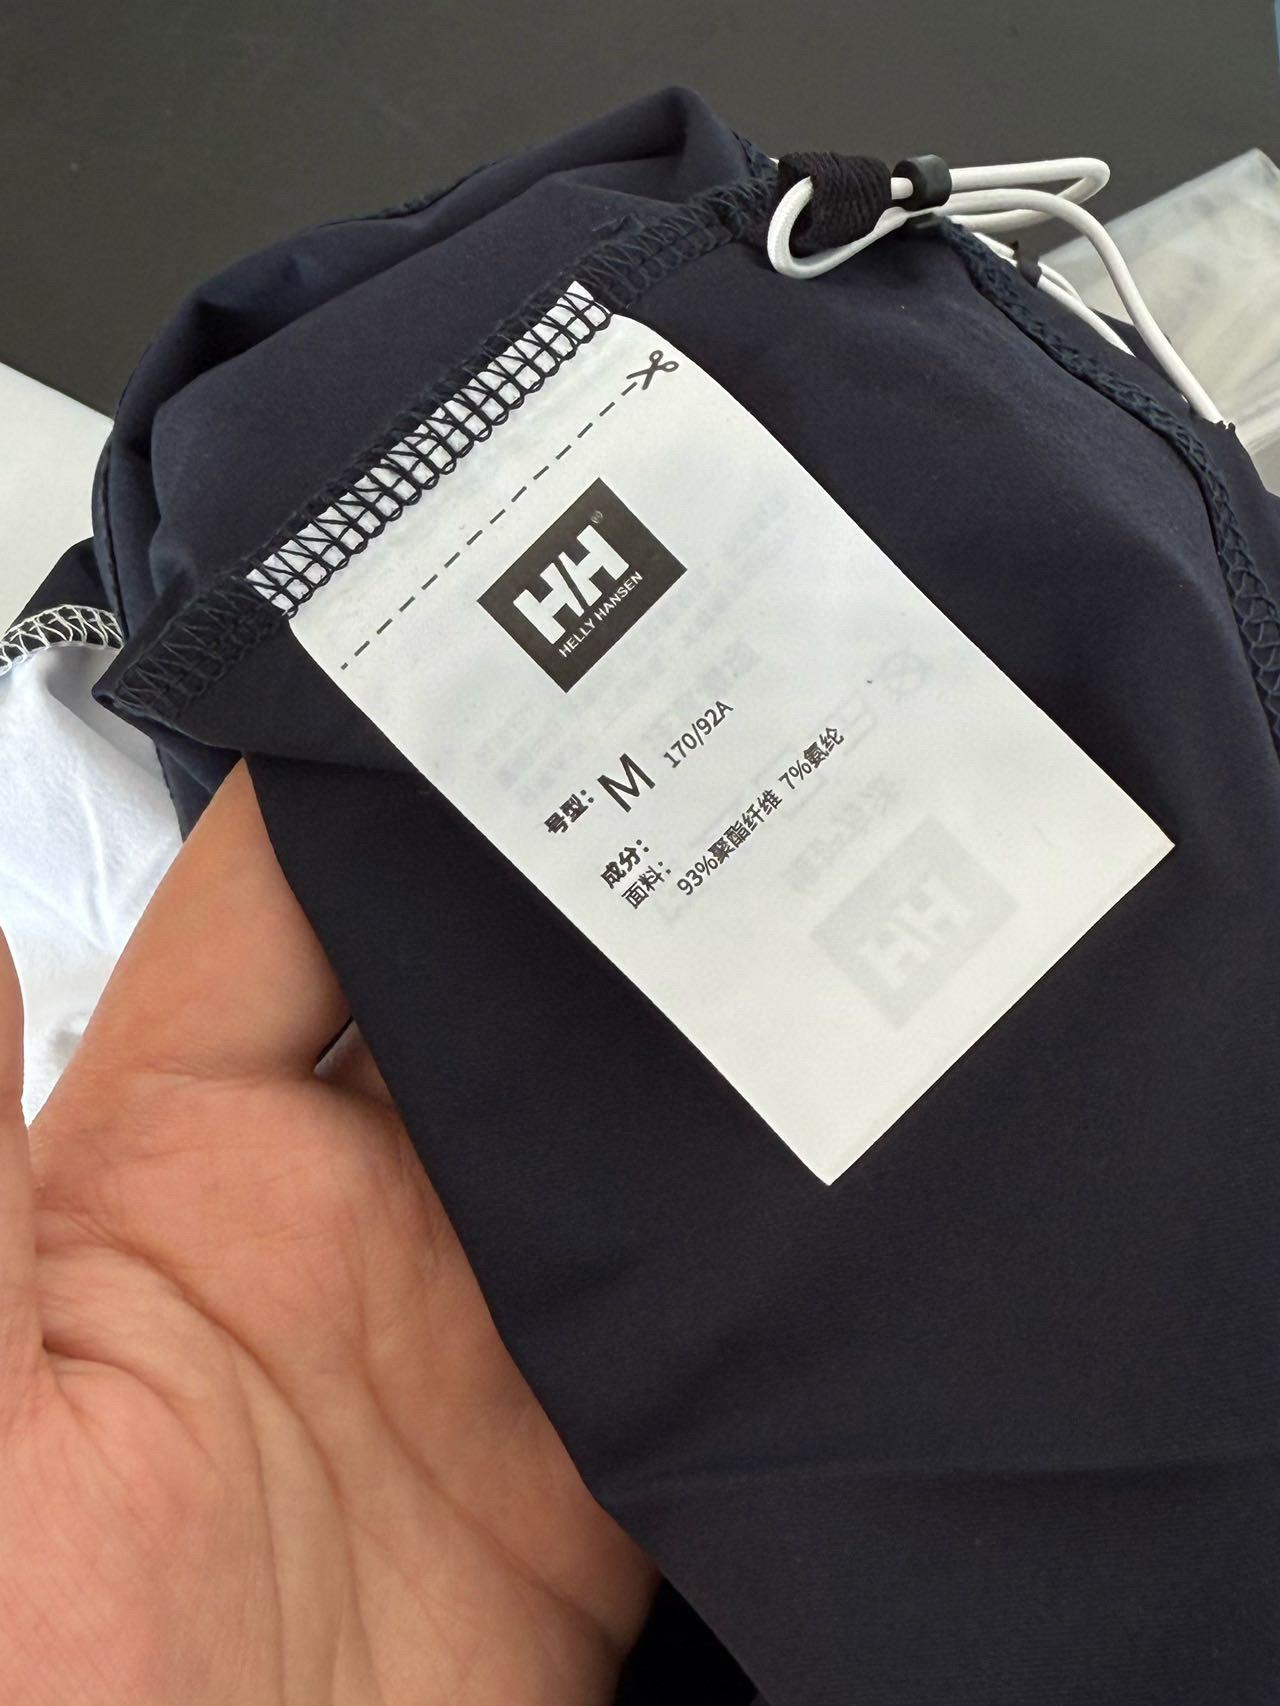 HH®
HELLY HANSEN
号型： M 170/92A
成分：
面料： 93%聚酯纤维 7%氨纶